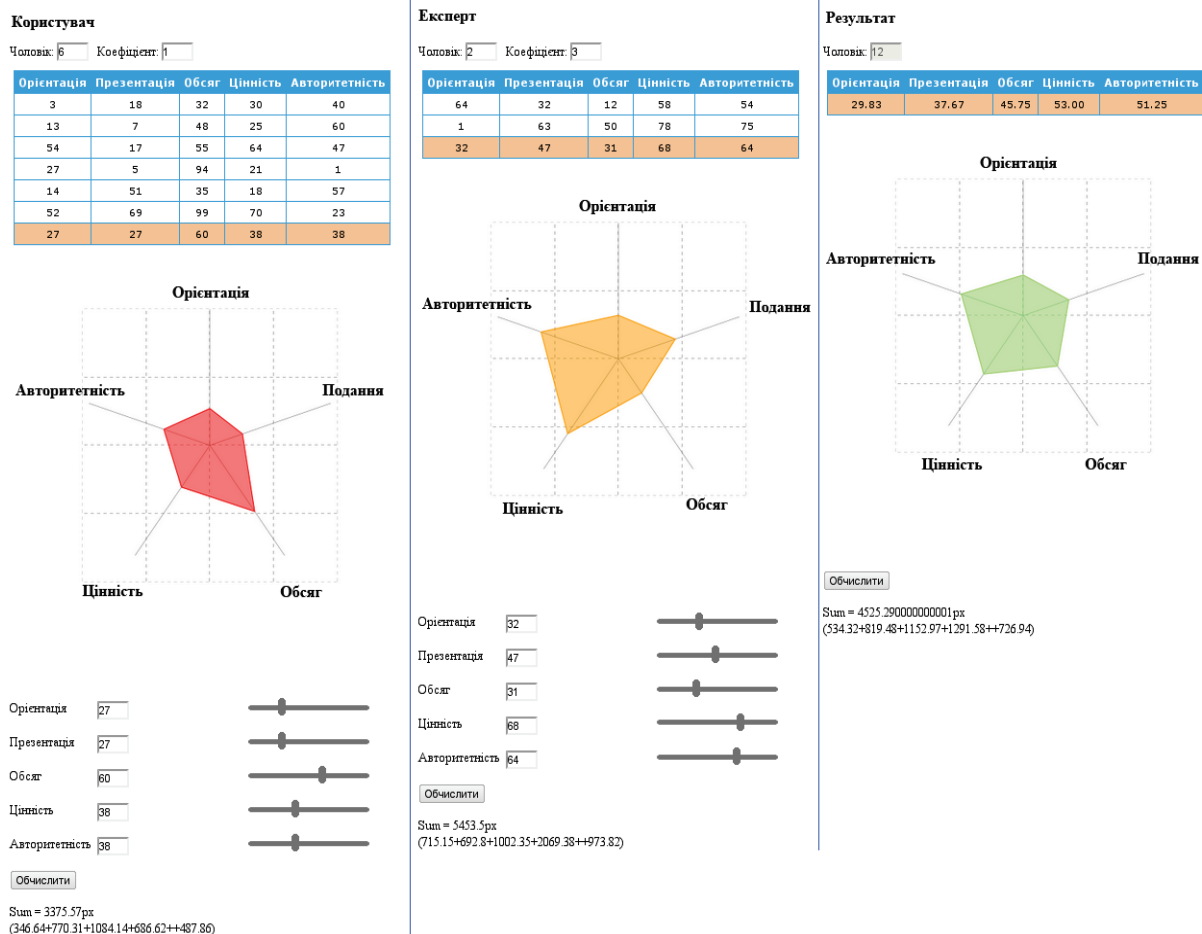 Користувач
Чоловік: 6 Коефіцієнт: 1
Орієнтація Презентація Обсяг Цінність Авторитетність
3 18 32 30 40
13 7 48 25 60
54 17 55 64 47
27 5 94 21 1
14 51 35 18 57
52 69 99 70 23
27 27 60 38 38
Орієнтація
Авторитетність Подання
Цінність Обсяг
Орієнтація 27
Презентація 27
Обсяг 60
Цінність 38
Авторитетність 38
Обчислити
Sum = 3375.57px
(346.64+770.31+1084.14+686.62++487.86)
Експерт
Чоловік: 2 Коефіцієнт: 3
Орієнтація Презентація Обсяг Цінність Авторитетність
64 32 12 58 54
1 63 50 78 75
32 47 31 68 64
Орієнтація
Авторитетність Подання
Цінність Обсяг
Орієнтація 32
Презентація 47
Обсяг 31
Цінність 68
Авторитетність 64
Обчислити
Sum = 5453.5px
(715.15+692.8+1002.35+2069.38++973.82)
Результат
Чоловік: 12
Орієнтація Презентація Обсяг Цінність Авторитетність
29.83 37.67 45.75 53.00 51.25
Орієнтація
Авторитетність Подання
Цінність Обсяг
Обчислити
Sum = 4525.290000000001px
(534.32+819.48+1152.97+1291.58++726.94)